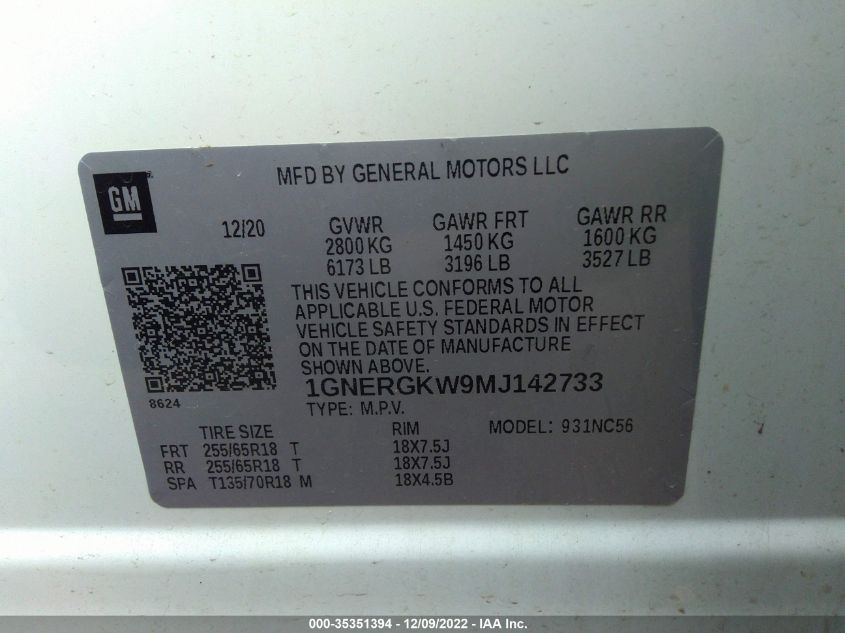 MFD BY GENERAL MOTORS LLC
GM
12/20 GVWR GAWR FRT GAWR RR
2800 KG 1450 KG 1600 KG
6173 LB 3196 LB 3527 LB
THIS VEHICLE CONFORMS TO ALL
APPLICABLE U.S. FEDERAL MOTOR
VEHICLE SAFETY STANDARDS IN EFFECT
ON THE DATE OF MANUFACTURE
SHOWN ABOVE.
1GNERGKW9MJ142733
8624
TYPE: M.P.V.
TIRE SIZE RIM MODEL: 931NC56
FRT 255/65R18 T 18X7.5J
RR 255/65R18 T 18X7.5J
SPA T135/70R18 M 18X4.5B
000-35351394 - 12/09/2022 - IAA Inc.